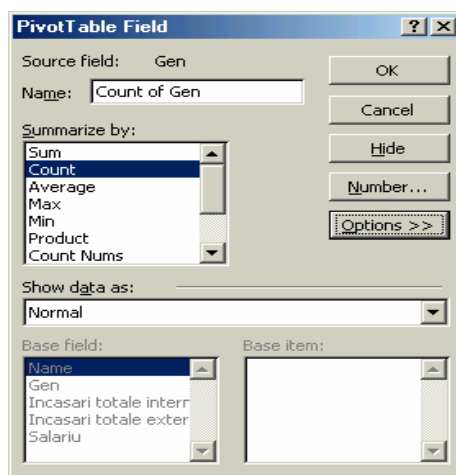 PivotTable Field
Source field: Gen
Name: Count of Gen
OK
Cancel
Hide
Number...
Options >>
Summarize by:
Sum
Count
Average
Max
Min
Product
Count Nums
Show data as:
Normal
Base field:
Base item:
Name
Gen
Incasari totale intern
Incasari totale exter
Salariu